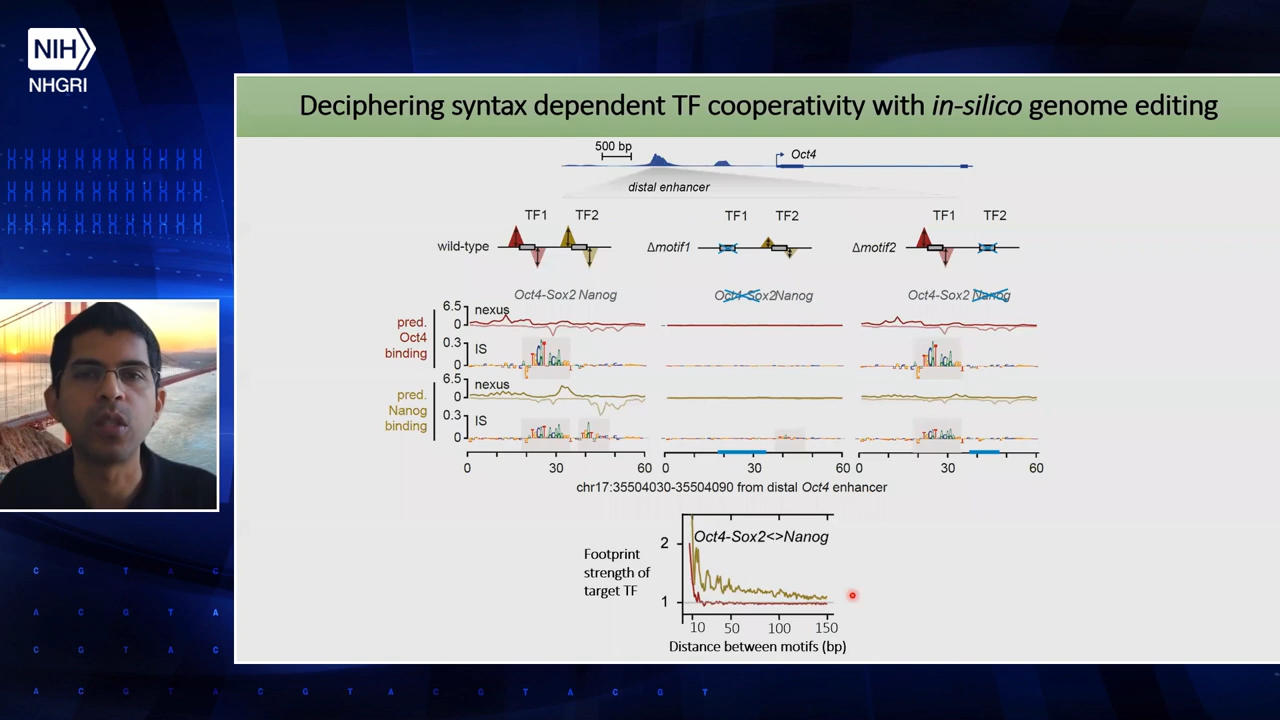 NIH
NHGRI
Deciphering syntax dependent TF cooperativity with in-silico genome editing
500 bp
Oct4
distal enhancer
TF1 TF2 TF1 TF2 TF1 TF2
wild-type Δmotif1 Δmotif2
Oct4-Sox2 Nanog Oct4-Sox2 Nanog Oct4-Sox2 Nanog
pred. Oct4 binding
6.5 nexus
0
0.3 IS
0
pred. Nanog binding
6.5 nexus
0
0.3 IS
0
0 30 60 0 30 60 0 30 60
chr17:35504030-35504090 from distal Oct4 enhancer
Oct4-Sox2<>Nanog
Footprint
strength of
target TF
2
1
10 50 100 150
Distance between motifs (bp)
C G T A C
A C G T A
C G T A C
A C G T A C G T A C G T A C G T